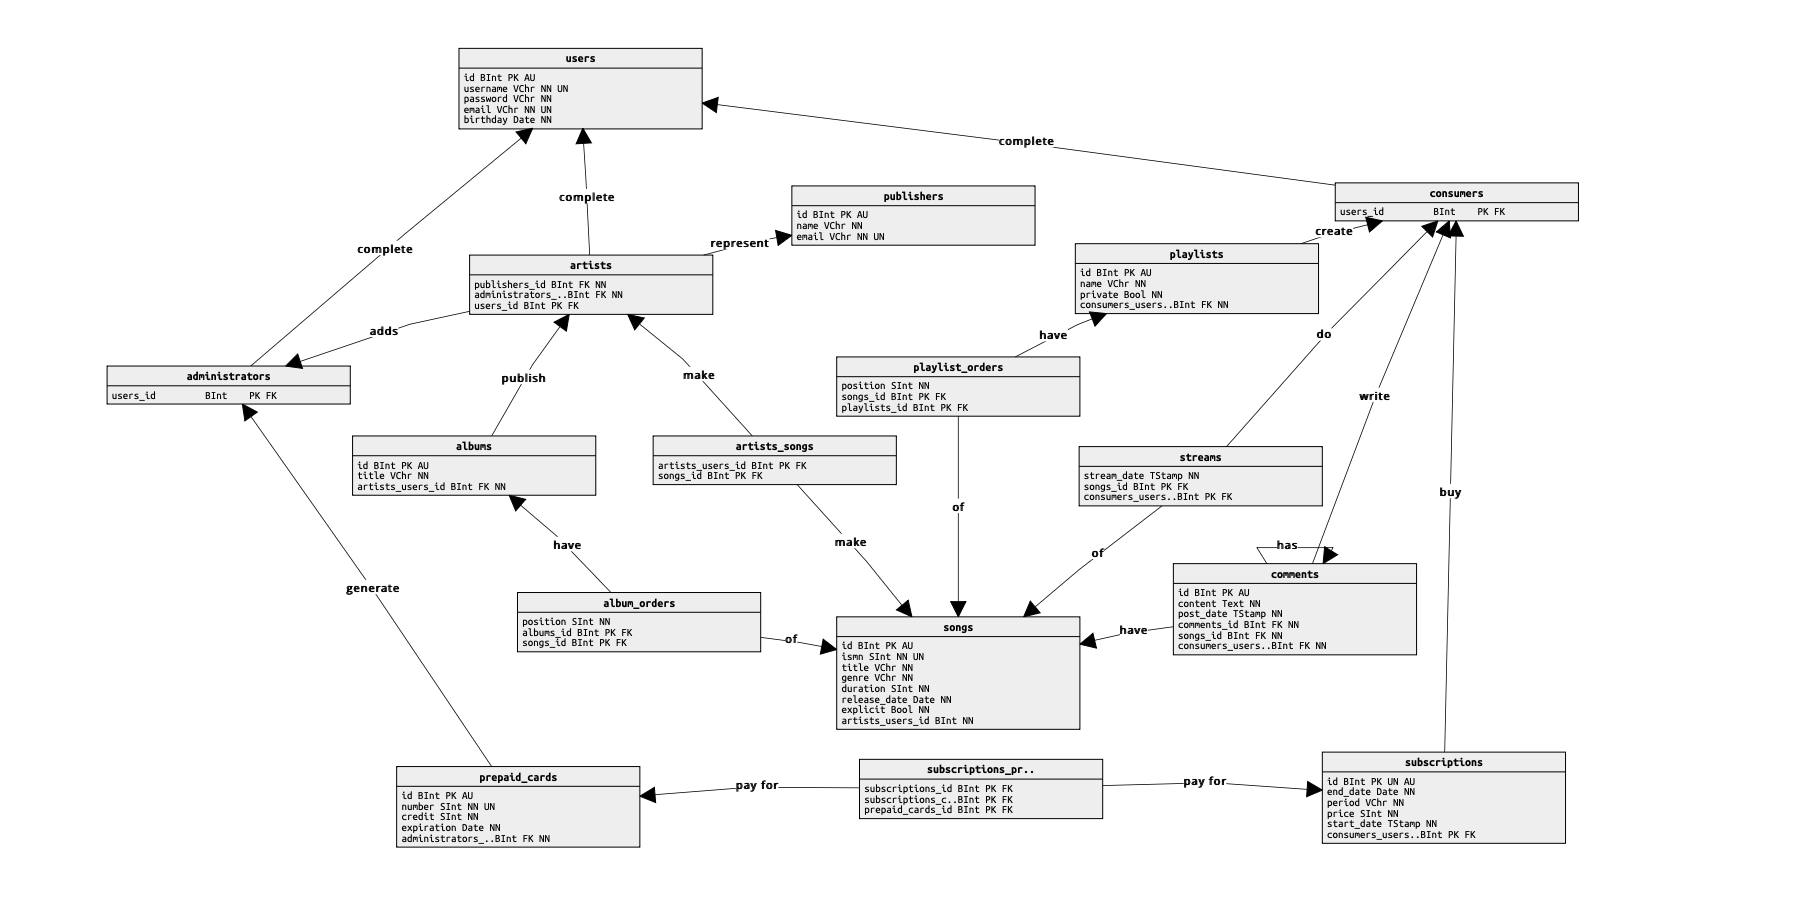 users
id BInt PK AU
username VChr NN UN
password VChr NN
email VChr NN UN
birthday Date NN
complete
complete
complete
consumers
users_id BInt PK FK
publishers
id BInt PK AU
name VChr NN
email VChr NN UN
represent
create
artists
publishers_id BInt FK NN
administrators_..BInt FK NN
users_id BInt PK FK
playlists
id BInt PK AU
name VChr NN
private Bool NN
consumers_users..BInt FK NN
adds
have
do
administrators
users_id BInt PK FK
publish
make
playlist_orders
position SInt NN
songs_id BInt PK FK
playlists_id BInt PK FK
write
albums
id BInt PK AU
title VChr NN
artists_users_id BInt FK NN
artists_songs
artists_users_id BInt PK FK
songs_id BInt PK FK
streams
stream_date TStamp NN
songs_id BInt PK FK
consumers_users..BInt PK FK
buy
of
have
make
of
has
generate
comments
id BInt PK AU
content Text NN
post_date TStamp NN
comments_id BInt FK NN
songs_id BInt FK NN
consumers_users..BInt FK NN
album_orders
position SInt NN
albums_id BInt PK FK
songs_id BInt PK FK
of
have
songs
id BInt PK AU
ismn SInt NN UN
title VChr NN
genre VChr NN
duration SInt NN
release_date Date NN
explicit Bool NN
artists_users_id BInt NN
prepaid_cards
id BInt PK AU
number SInt NN UN
credit SInt NN
expiration Date NN
administrators_..BInt FK NN
pay for
subscriptions_pr..
subscriptions_id BInt PK FK
subscriptions_c..BInt PK FK
prepaid_cards_id BInt PK FK
pay for
subscriptions
id BInt PK UN AU
end_date Date NN
period VChr NN
price SInt NN
start_date TStamp NN
consumers_users..BInt PK FK